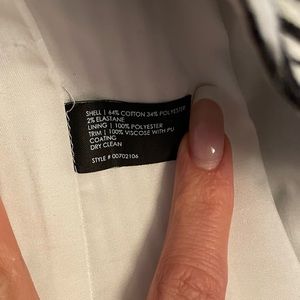 SHELL | 64% COTTON 34% POLYESTER
2% ELASTANE
LINING | 100% POLYESTER
TRIM | 100% VISCOSE WITH PU
COATING
DRY CLEAN
STYLE # 00702106